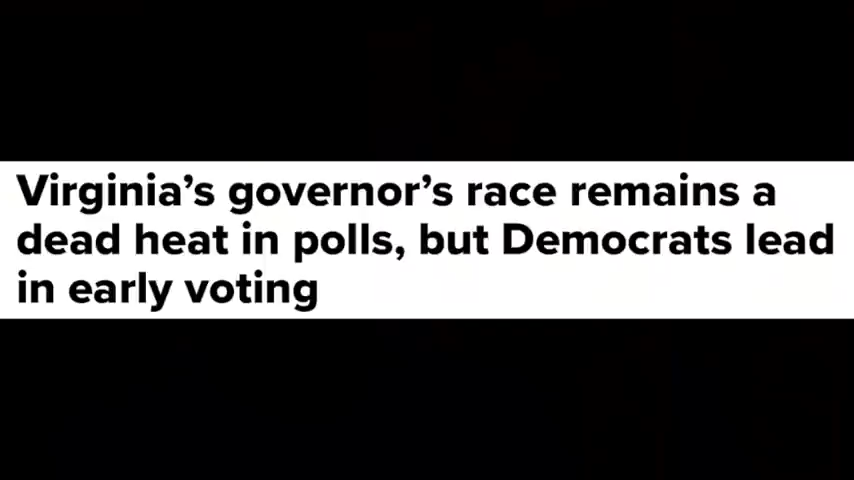 Virginia’s governor’s race remains a
dead heat in polls, but Democrats lead
in early voting